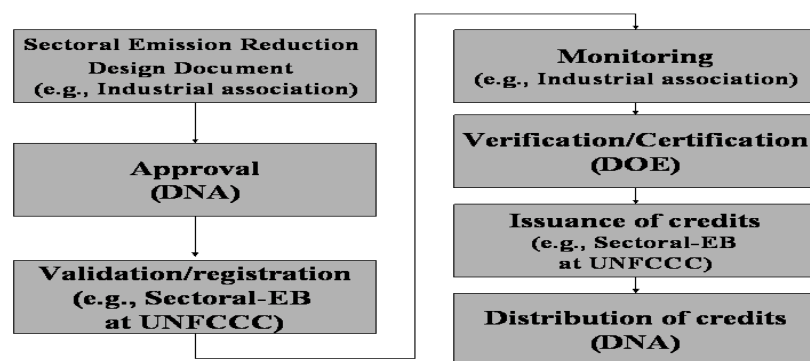 Sectoral Emission Reduction
Design Document
(e.g., Industrial association)
Approval
(DNA)
Validation/registration
(e.g., Sectoral-EB
at UNFCCC)
Monitoring
(e.g., Industrial association)
Verification/Certification
(DOE)
Issuance of credits
(e.g., Sectoral-EB
at UNFCCC)
Distribution of credits
(DNA)